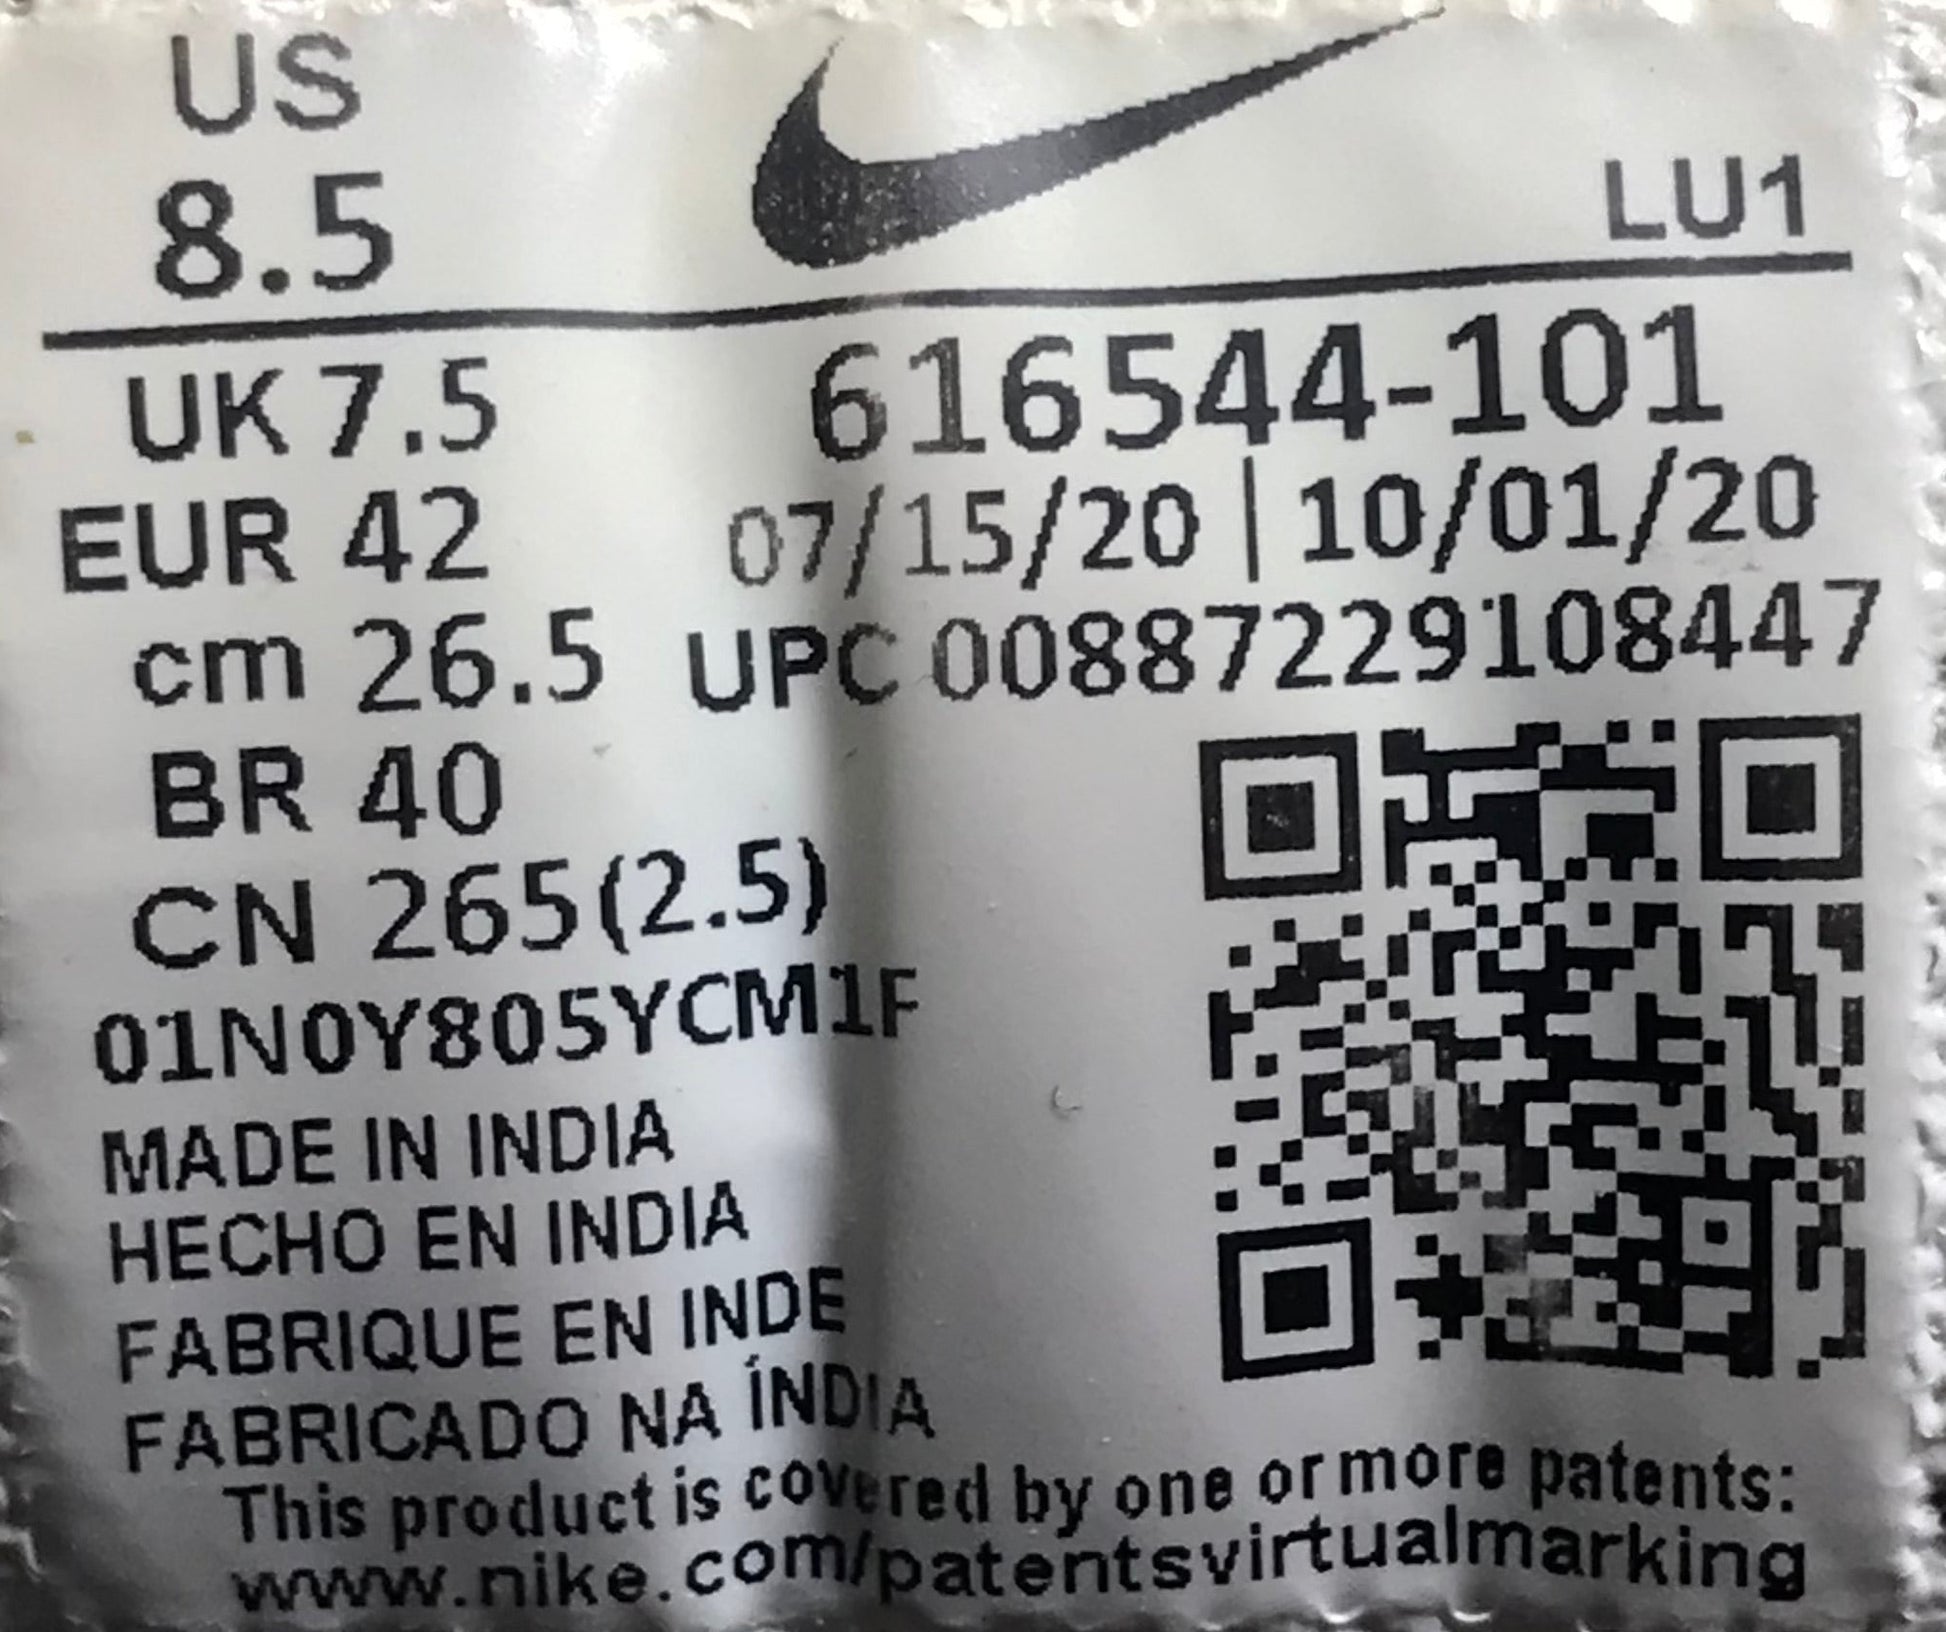 US
8.5
LU1
UK 7.5
616544-101
EUR 42
07/15/20 | 10/01/20
cm 26.5
UPC 00887229108447
BR 40
CN 265(2.5)
01N0Y805YCM1F
MADE IN INDIA
HECHO EN INDIA
FABRIQUE EN INDE
FABRICADO NA ÍNDIA
This product is covered by one or more patents:
www.nike.com/patentsvirtualmarking